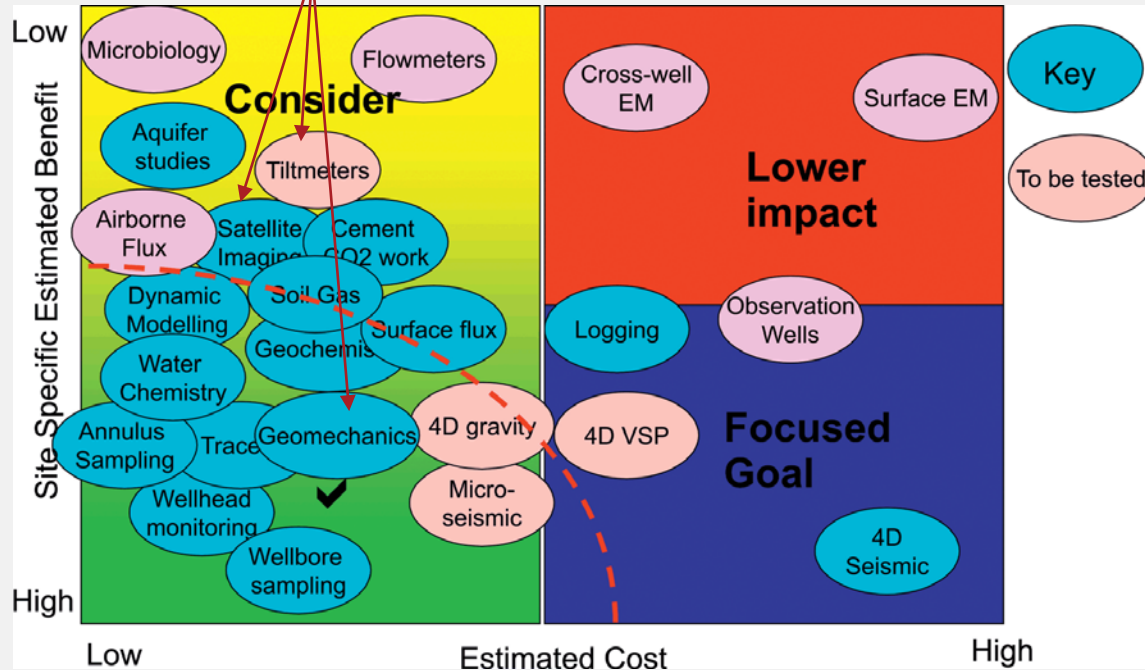 Low
Microbiology
Flowmeters
Consider
Aquifer
studies
Tiltmeters
Airborne
Flux
Satellite
Imaging
Cement
CO2 work
Dynamic
Modelling
Soil Gas
Geochemis
Surface flux
Water
Chemistry
Annulus
Sampling
Trace
Geomechanics
4D gravity
Micro-
seismic
Wellhead
monitoring
Wellbore
sampling
Cross-well
EM
Surface EM
Lower
impact
Logging
Observation
Wells
4D VSP
Focused
Goal
4D
Seismic
Key
To be tested
Site Specific Estimated Benefit
High
Low
Estimated Cost
High